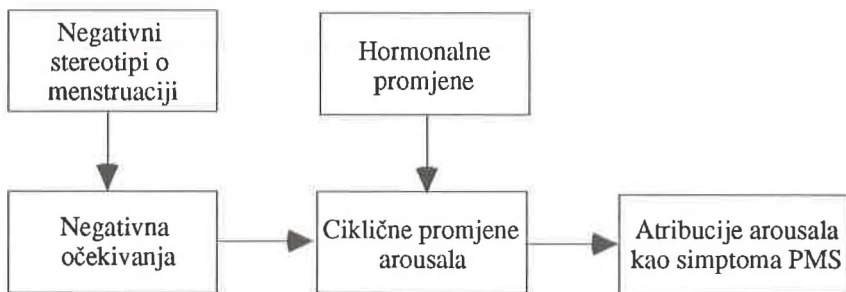 Negativni
stereotipi o
menstruaciji
Hormonalne
promjene
Negativna
očekivanja
Ciklične promjene
arousala
Atribucije arousala
kao simptoma PMS